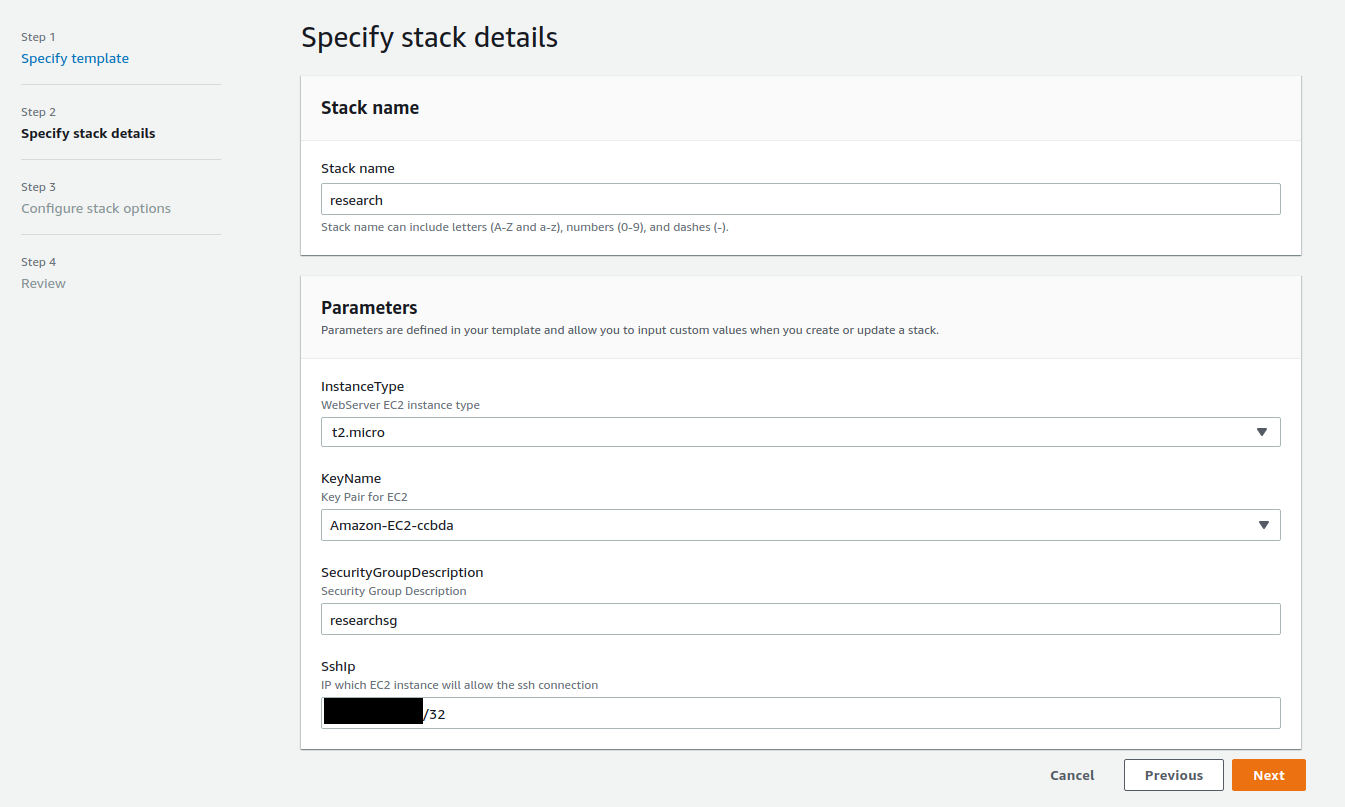 Step 1
Specify template
Step 2
Specify stack details
Step 3
Configure stack options
Step 4
Review
Specify stack details
Stack name
Stack name
research
Stack name can include letters (A-Z and a-z), numbers (0-9), and dashes (-).
Parameters
Parameters are defined in your template and allow you to input custom values when you create or update a stack.
InstanceType
WebServer EC2 instance type
t2.micro
KeyName
Key Pair for EC2
Amazon-EC2-ccbda
SecurityGroupDescription
Security Group Description
researchsg
SshIp
IP which EC2 instance will allow the ssh connection
/32
Cancel
Previous
Next